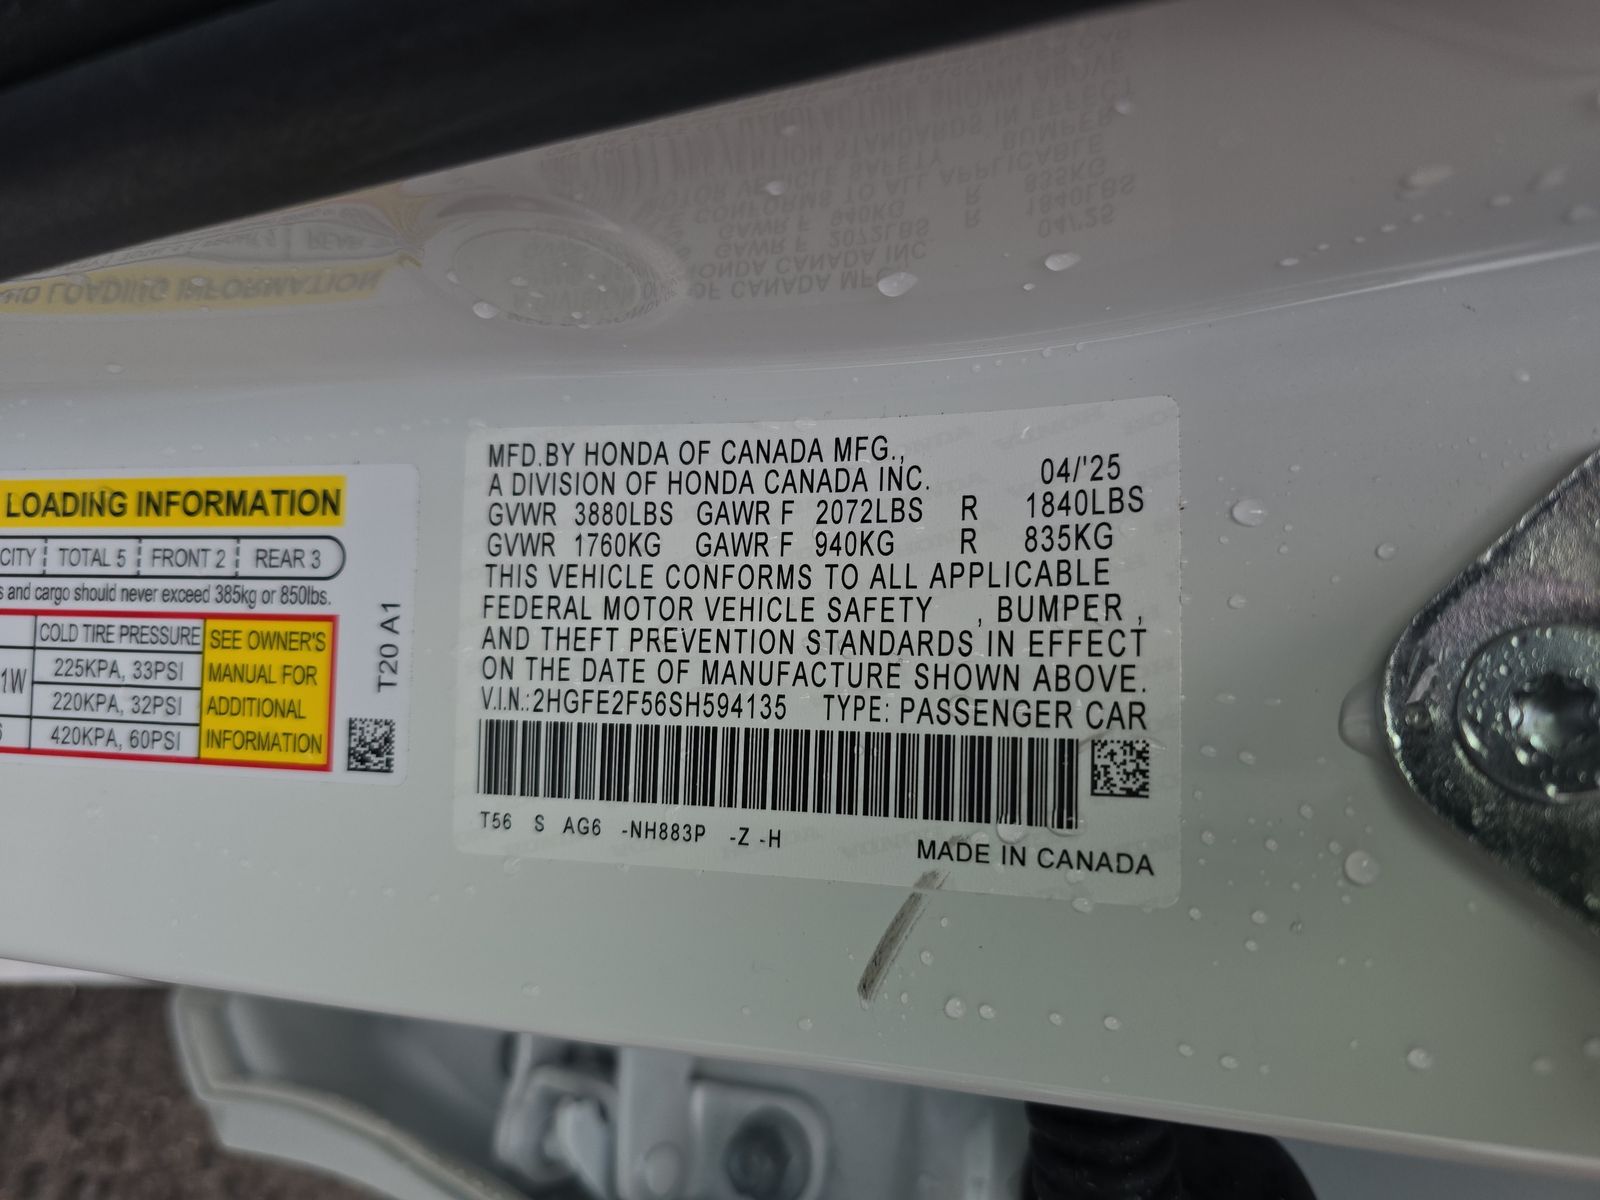 LOADING INFORMATION
CITY TOTAL 5 FRONT 2 REAR 3
s and cargo should never exceed 385kg or 850lbs.
COLD TIRE PRESSURE
1W
225KPA, 33PSI
220KPA, 32PSI
420KPA, 60PSI
SEE OWNER'S
MANUAL FOR
ADDITIONAL
INFORMATION
T20 A1
MFD.BY HONDA OF CANADA MFG.,
A DIVISION OF HONDA CANADA INC. 04/'25
GVWR 3880LBS GAWR F 2072LBS R 1840LBS
GVWR 1760KG GAWR F 940KG R 835KG
THIS VEHICLE CONFORMS TO ALL APPLICABLE
FEDERAL MOTOR VEHICLE SAFETY , BUMPER ,
AND THEFT PREVENTION STANDARDS IN EFFECT
ON THE DATE OF MANUFACTURE SHOWN ABOVE.
V.I.N.:2HGFE2F56SH594135 TYPE: PASSENGER CAR
T56 S AG6 -NH883P -Z -H
MADE IN CANADA